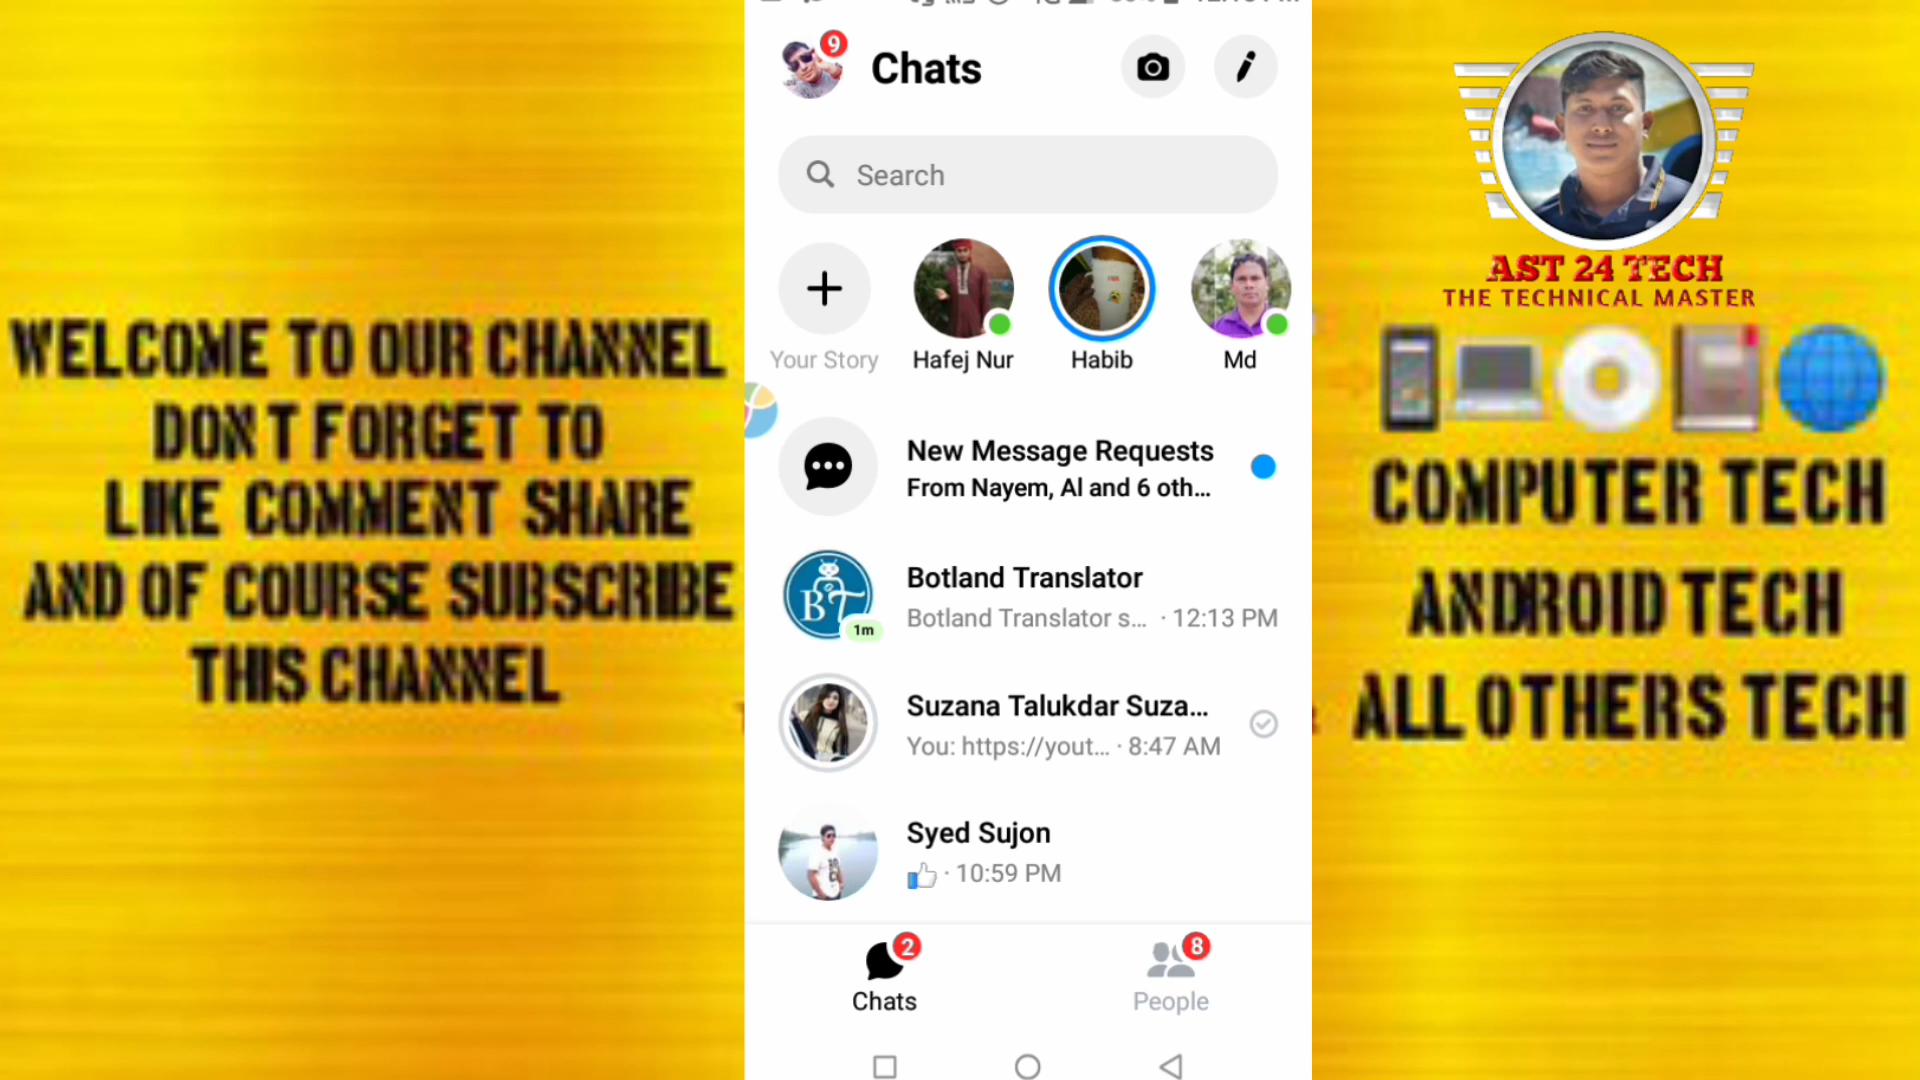 WELCOME TO OUR CHANNEL
DON T FORGET TO
LIKE COMMENT SHARE
AND OF COURSE SUBSCRIBE
THIS CHANNEL
9
Chats
Search
Your Story
Hafej Nur
Habib
Md
New Message Requests
From Nayem, Al and 6 oth...
Botland Translator
Botland Translator s... · 12:13 PM
BT
1m
Suzana Talukdar Suza...
You: https://yout... · 8:47 AM
Syed Sujon
· 10:59 PM
2
Chats
8
People
AST 24 TECH
THE TECHNICAL MASTER
COMPUTER TECH
ANDROID TECH
ALL OTHERS TECH